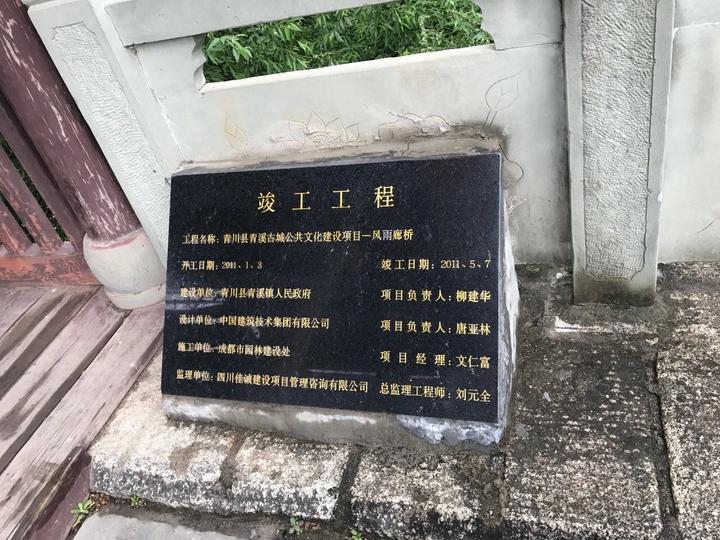 竣工工程
工程名称：青川县青溪古城公共文化建设项目—风雨廊桥
开工日期：2011、1、3 竣工日期：2011、5、7
建设单位：青川县青溪镇人民政府 项目负责人：柳建华
设计单位：中国建筑技术集团有限公司 项目负责人：唐亚林
施工单位：成都市园林建设处 项目经理：文仁富
监理单位：四川佳诚建设项目管理咨询有限公司 总监理工程师：刘元全